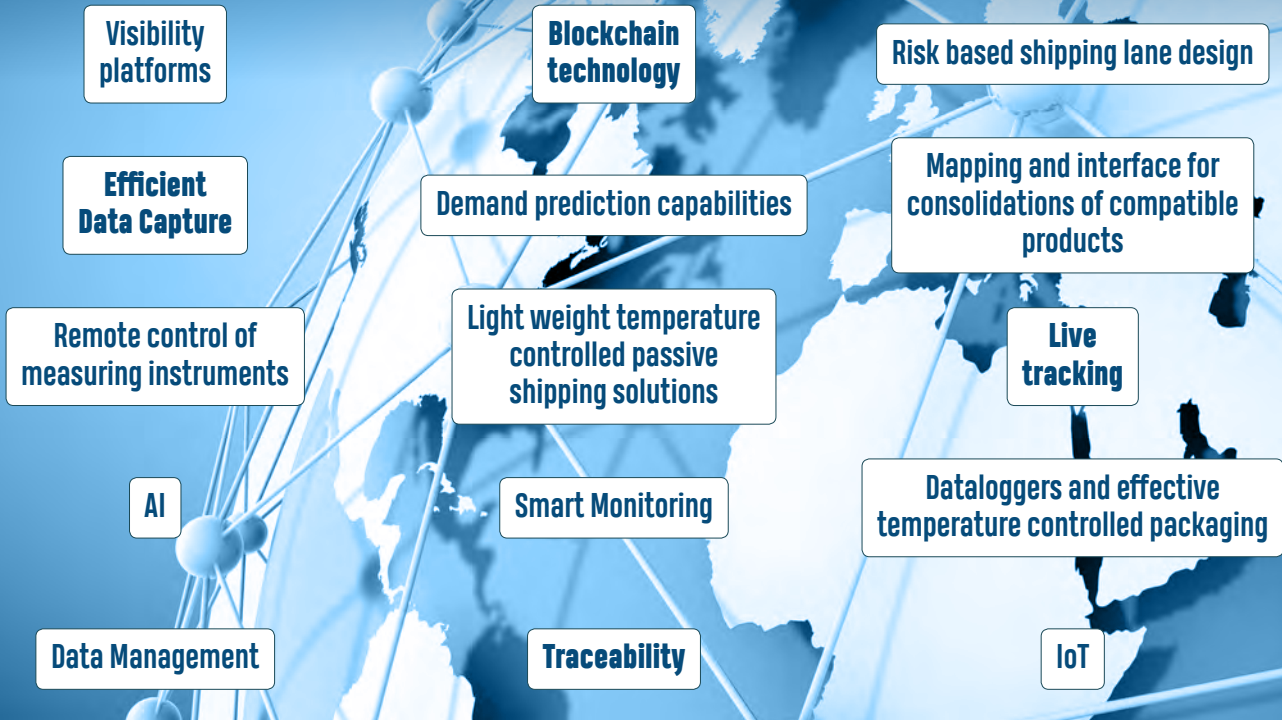 Visibility
platforms
Blockchain
technology
Risk based shipping lane design
Efficient
Data Capture
Demand prediction capabilities
Mapping and interface for
consolidations of compatible
products
Remote control of
measuring instruments
Light weight temperature
controlled passive
shipping solutions
Live
tracking
AI
Smart Monitoring
Dataloggers and effective
temperature controlled packaging
Data Management
Traceability
IoT